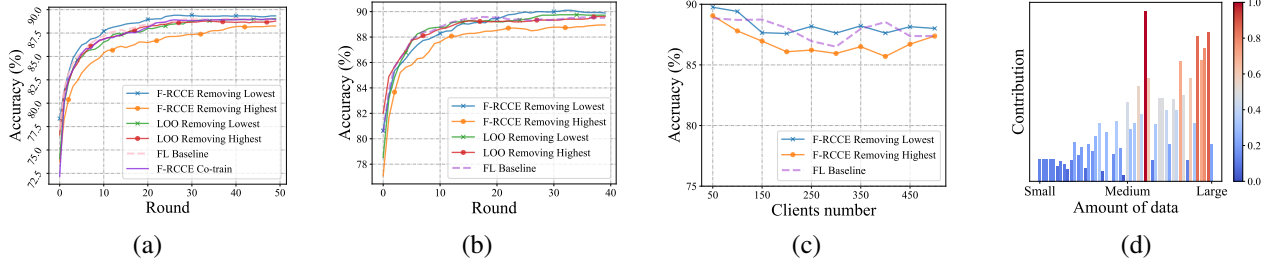 90.0
87.5
85.0
82.5
80.0
77.5
75.0
72.5
Accuracy (%)
F-RCCE Removing Lowest
F-RCCE Removing Highest
LOO Removing Lowest
LOO Removing Highest
FL Baseline
F-RCCE Co-train
0 10 20 30 40 50
Round
(a)
90
88
86
84
82
80
78
Accuracy (%)
F-RCCE Removing Lowest
F-RCCE Removing Highest
LOO Removing Lowest
LOO Removing Highest
FL Baseline
0 10 20 30 40
Round
(b)
90
85
80
75
Accruacy (%)
F-RCCE Removing Lowest
F-RCCE Removing Highest
FL Baseline
50 150 250 350 450
Clients number
(c)
Contribution
Small Medium Large
Amount of data
1.0
0.8
0.6
0.4
0.2
0.0
(d)